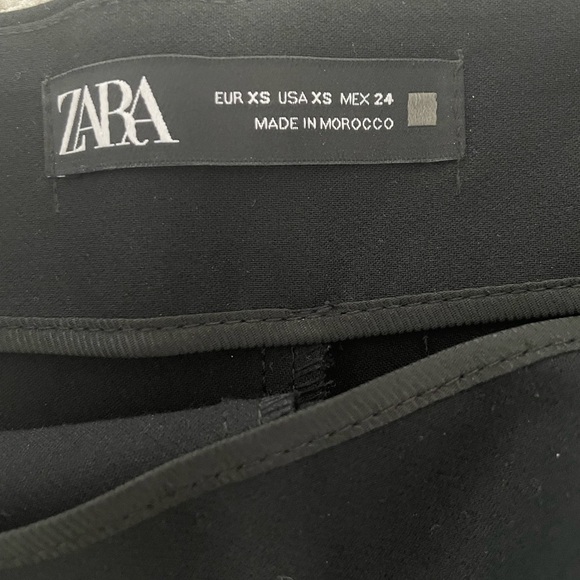 ZARA
EUR XS USA XS MEX 24
MADE IN MOROCCO